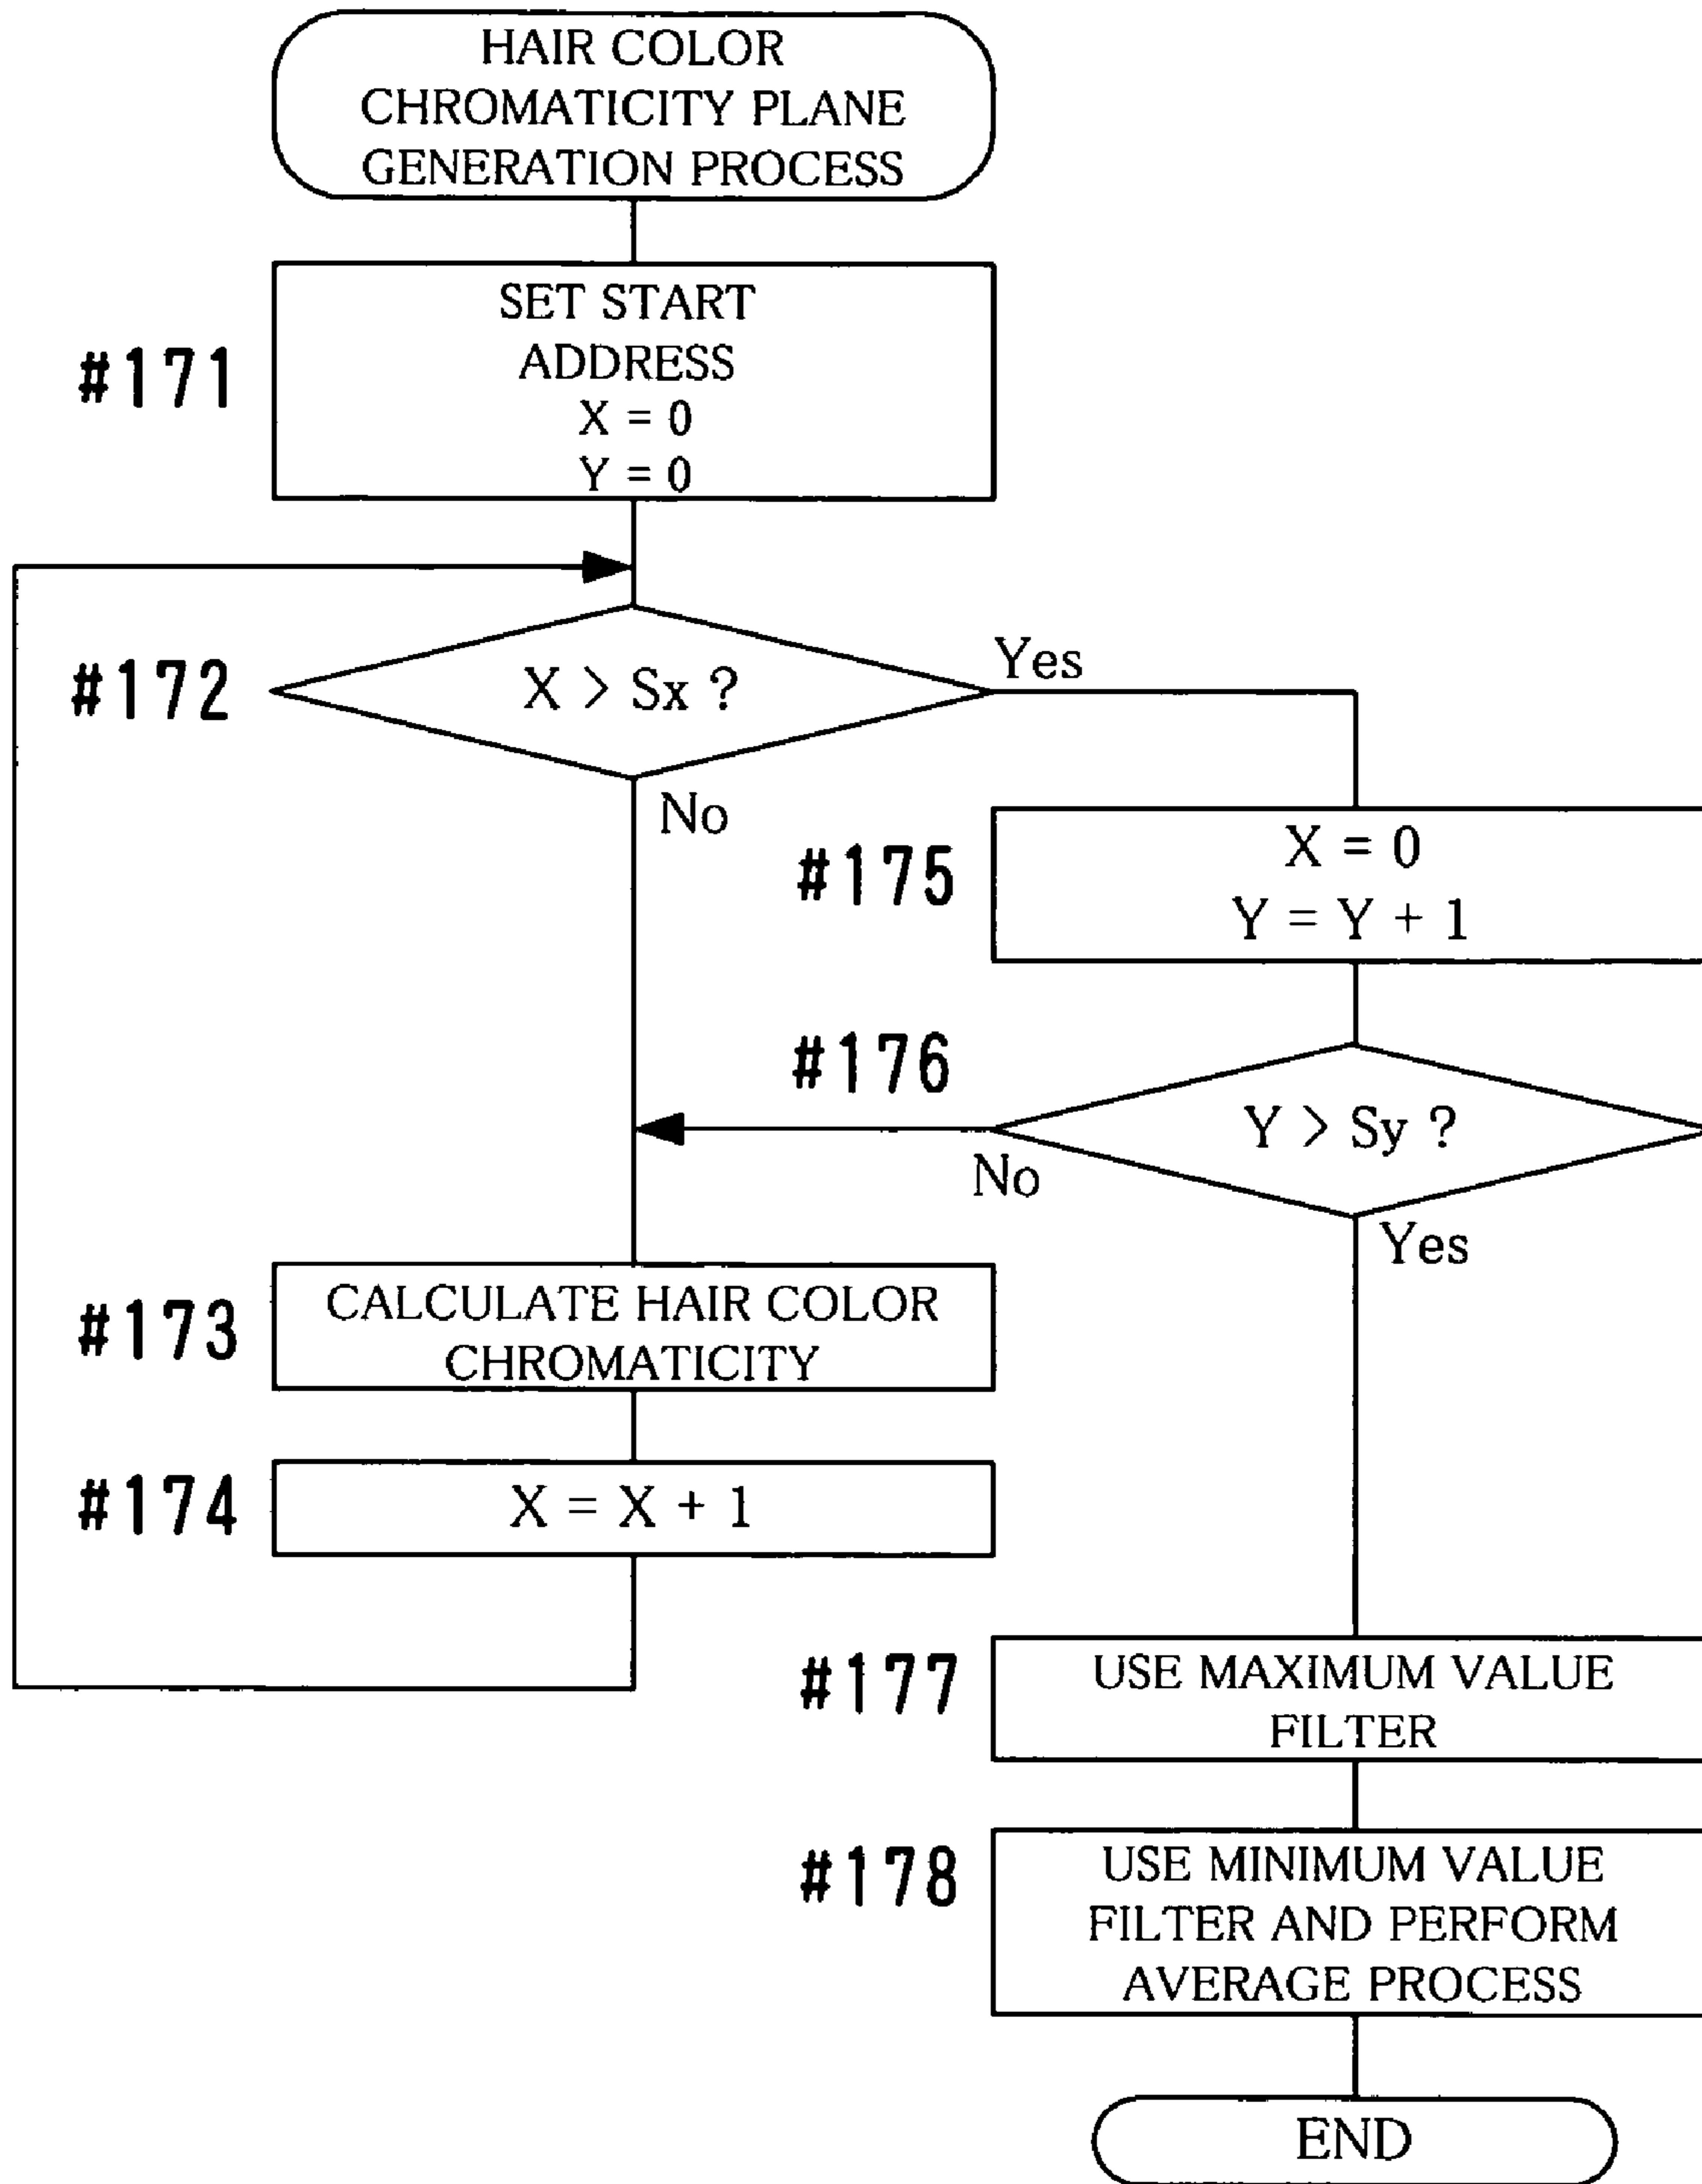 HAIR COLOR
CHROMATICITY PLANE
GENERATION PROCESS
#171
SET START
ADDRESS
X = 0
Y = 0
#172
X > Sx ?
Yes
No
#175
X = 0
Y = Y + 1
#176
Y > Sy ?
No
Yes
#173
CALCULATE HAIR COLOR
CHROMATICITY
#174
X = X + 1
#177
USE MAXIMUM VALUE
FILTER
#178
USE MINIMUM VALUE
FILTER AND PERFORM
AVERAGE PROCESS
END